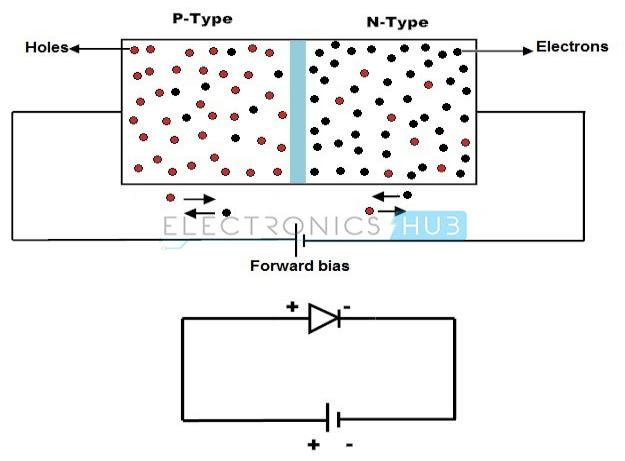 P-Type
N-Type
Holes
Electrons
ELECTRONICS HUB
Forward bias
+ -
+ -